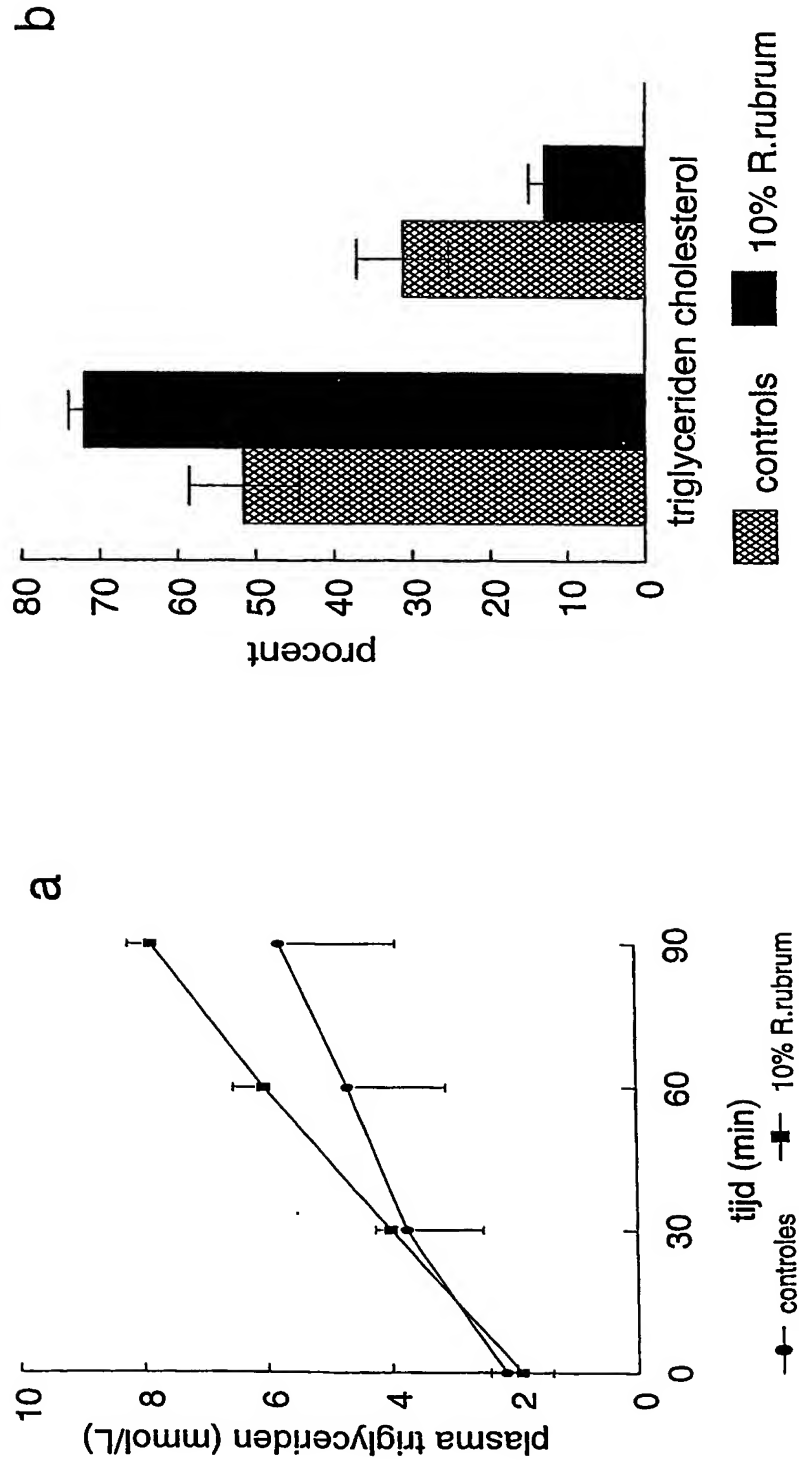 a
plasma triglyceriden (mmol/L)
10
8
6
4
2
0
0 30 60 90
tijd (min)
controles 10% R.rubrum
b
procent
80
70
60
50
40
30
20
10
0
triglyceriden cholesterol
controls 10% R.rubrum